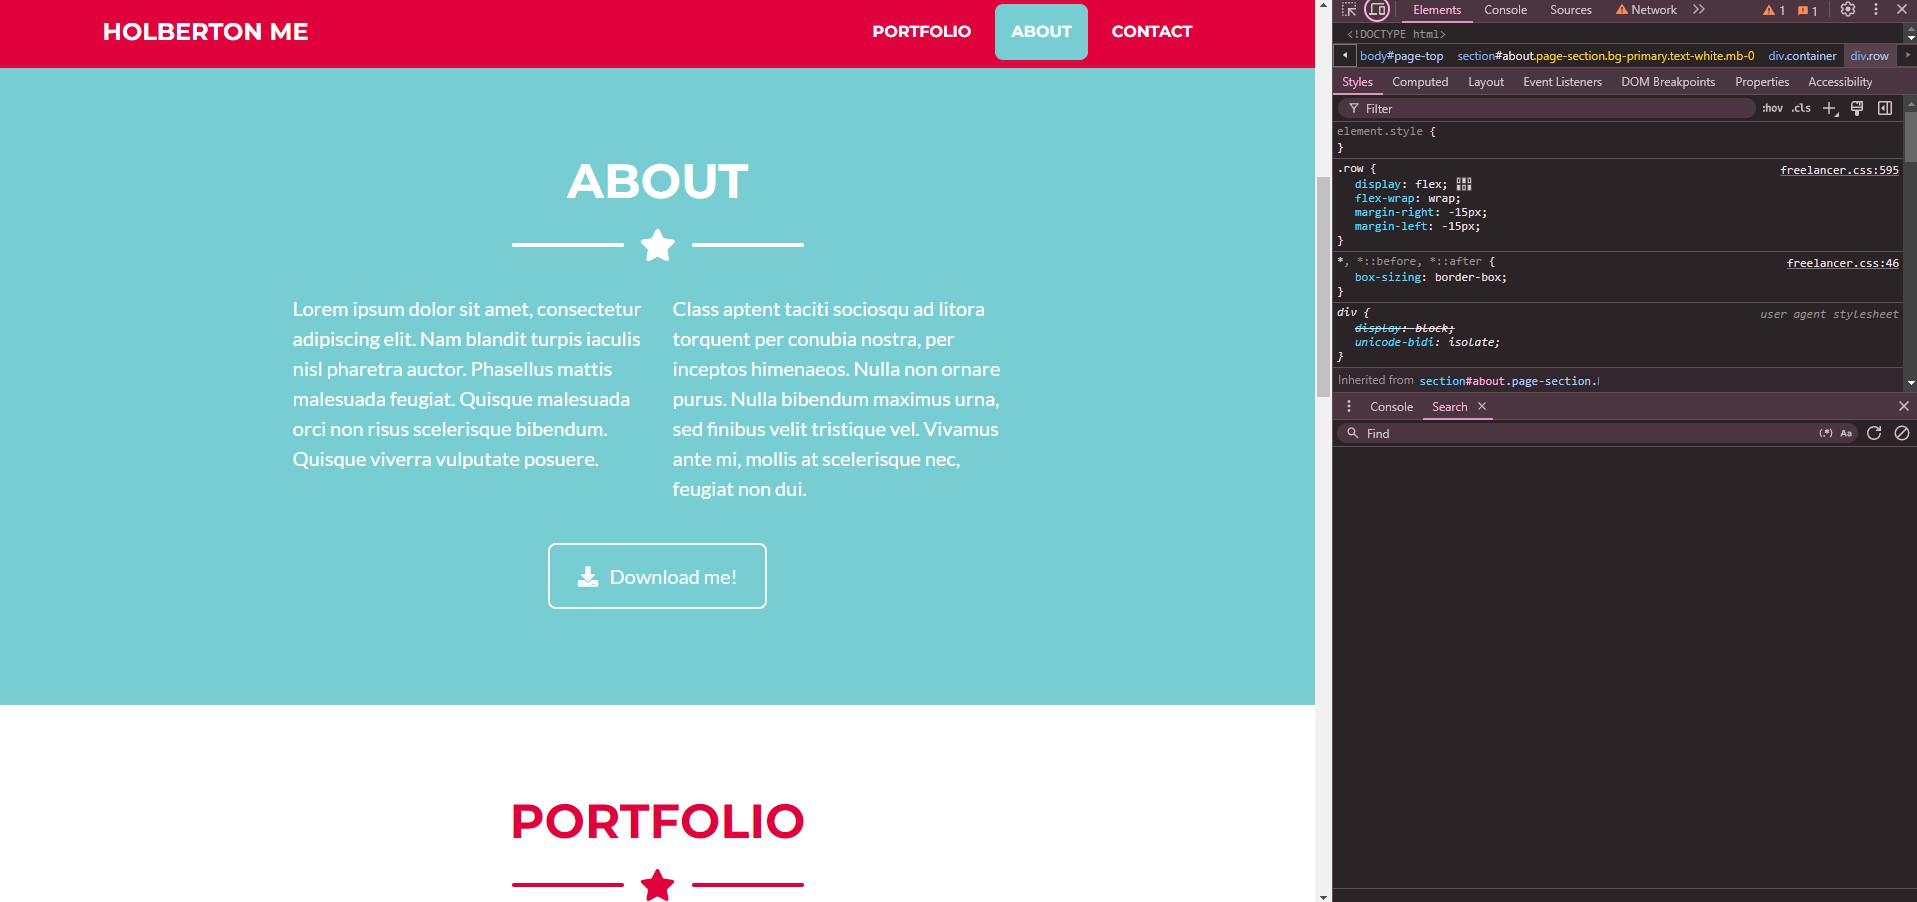 HOLBERTON ME
PORTFOLIO
ABOUT
CONTACT
ABOUT
Lorem ipsum dolor sit amet, consectetur
adipiscing elit. Nam blandit turpis iaculis
nisl pharetra auctor. Phasellus mattis
malesuada feugiat. Quisque malesuada
orci non risus scelerisque bibendum.
Quisque viverra vulputate posuere.
Class aptent taciti sociosqu ad litora
torquent per conubia nostra, per
inceptos himenaeos. Nulla non ornare
purus. Nulla bibendum maximus urna,
sed finibus velit tristique vel. Vivamus
ante mi, mollis at scelerisque nec,
feugiat non dui.
Download me!
PORTFOLIO
Elements Console Sources Network 1 1
<!DOCTYPE html>
body#page-top section#about.page-section.bg-primary.text-white.mb-0 div.container div.row
Styles Computed Layout Event Listeners DOM Breakpoints Properties Accessibility
Filter :hov .cls
element.style {
}
.row { freelancer.css:595
display: flex;
flex-wrap: wrap;
margin-right: -15px;
margin-left: -15px;
}
*, *::before, *::after { freelancer.css:46
box-sizing: border-box;
}
div { user agent stylesheet
display: block;
unicode-bidi: isolate;
}
Inherited from section#about.page-section.
Console Search
Find (.*) Aa